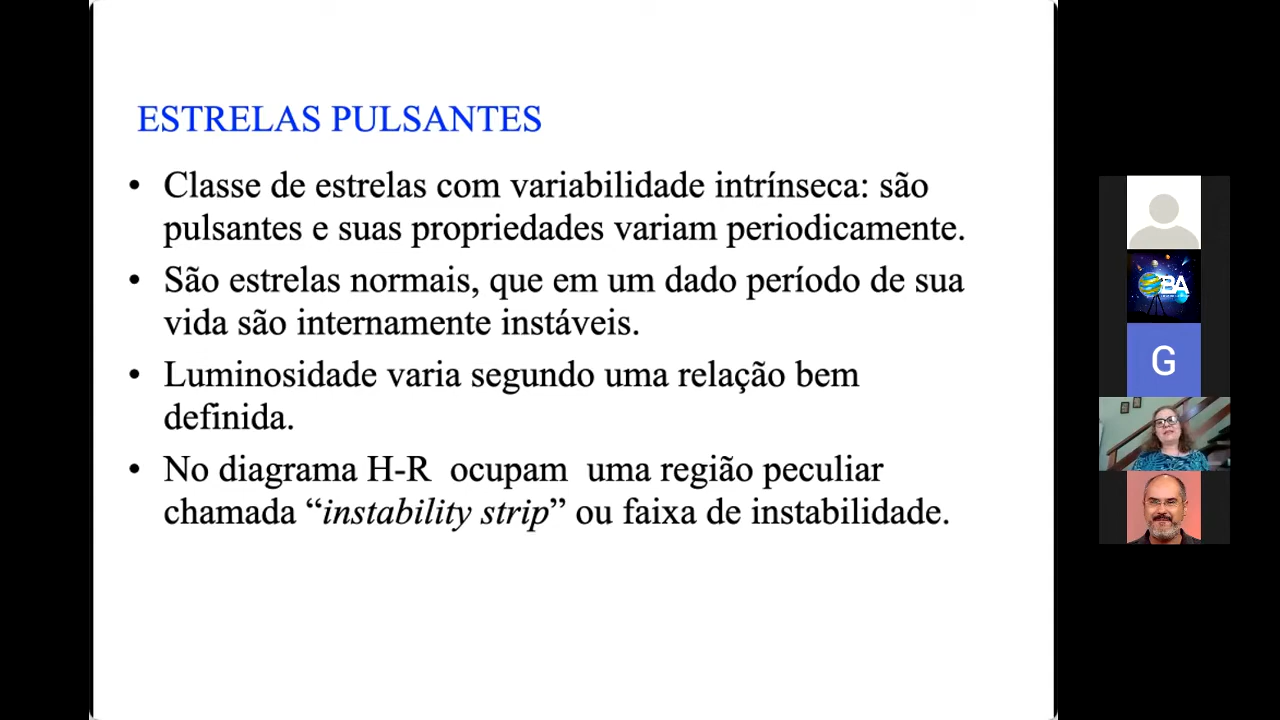 ESTRELAS PULSANTES
• Classe de estrelas com variabilidade intrínseca: são
pulsantes e suas propriedades variam periodicamente.
• São estrelas normais, que em um dado período de sua
vida são internamente instáveis.
• Luminosidade varia segundo uma relação bem
definida.
• No diagrama H-R ocupam uma região peculiar
chamada “instability strip” ou faixa de instabilidade.
OBA
G